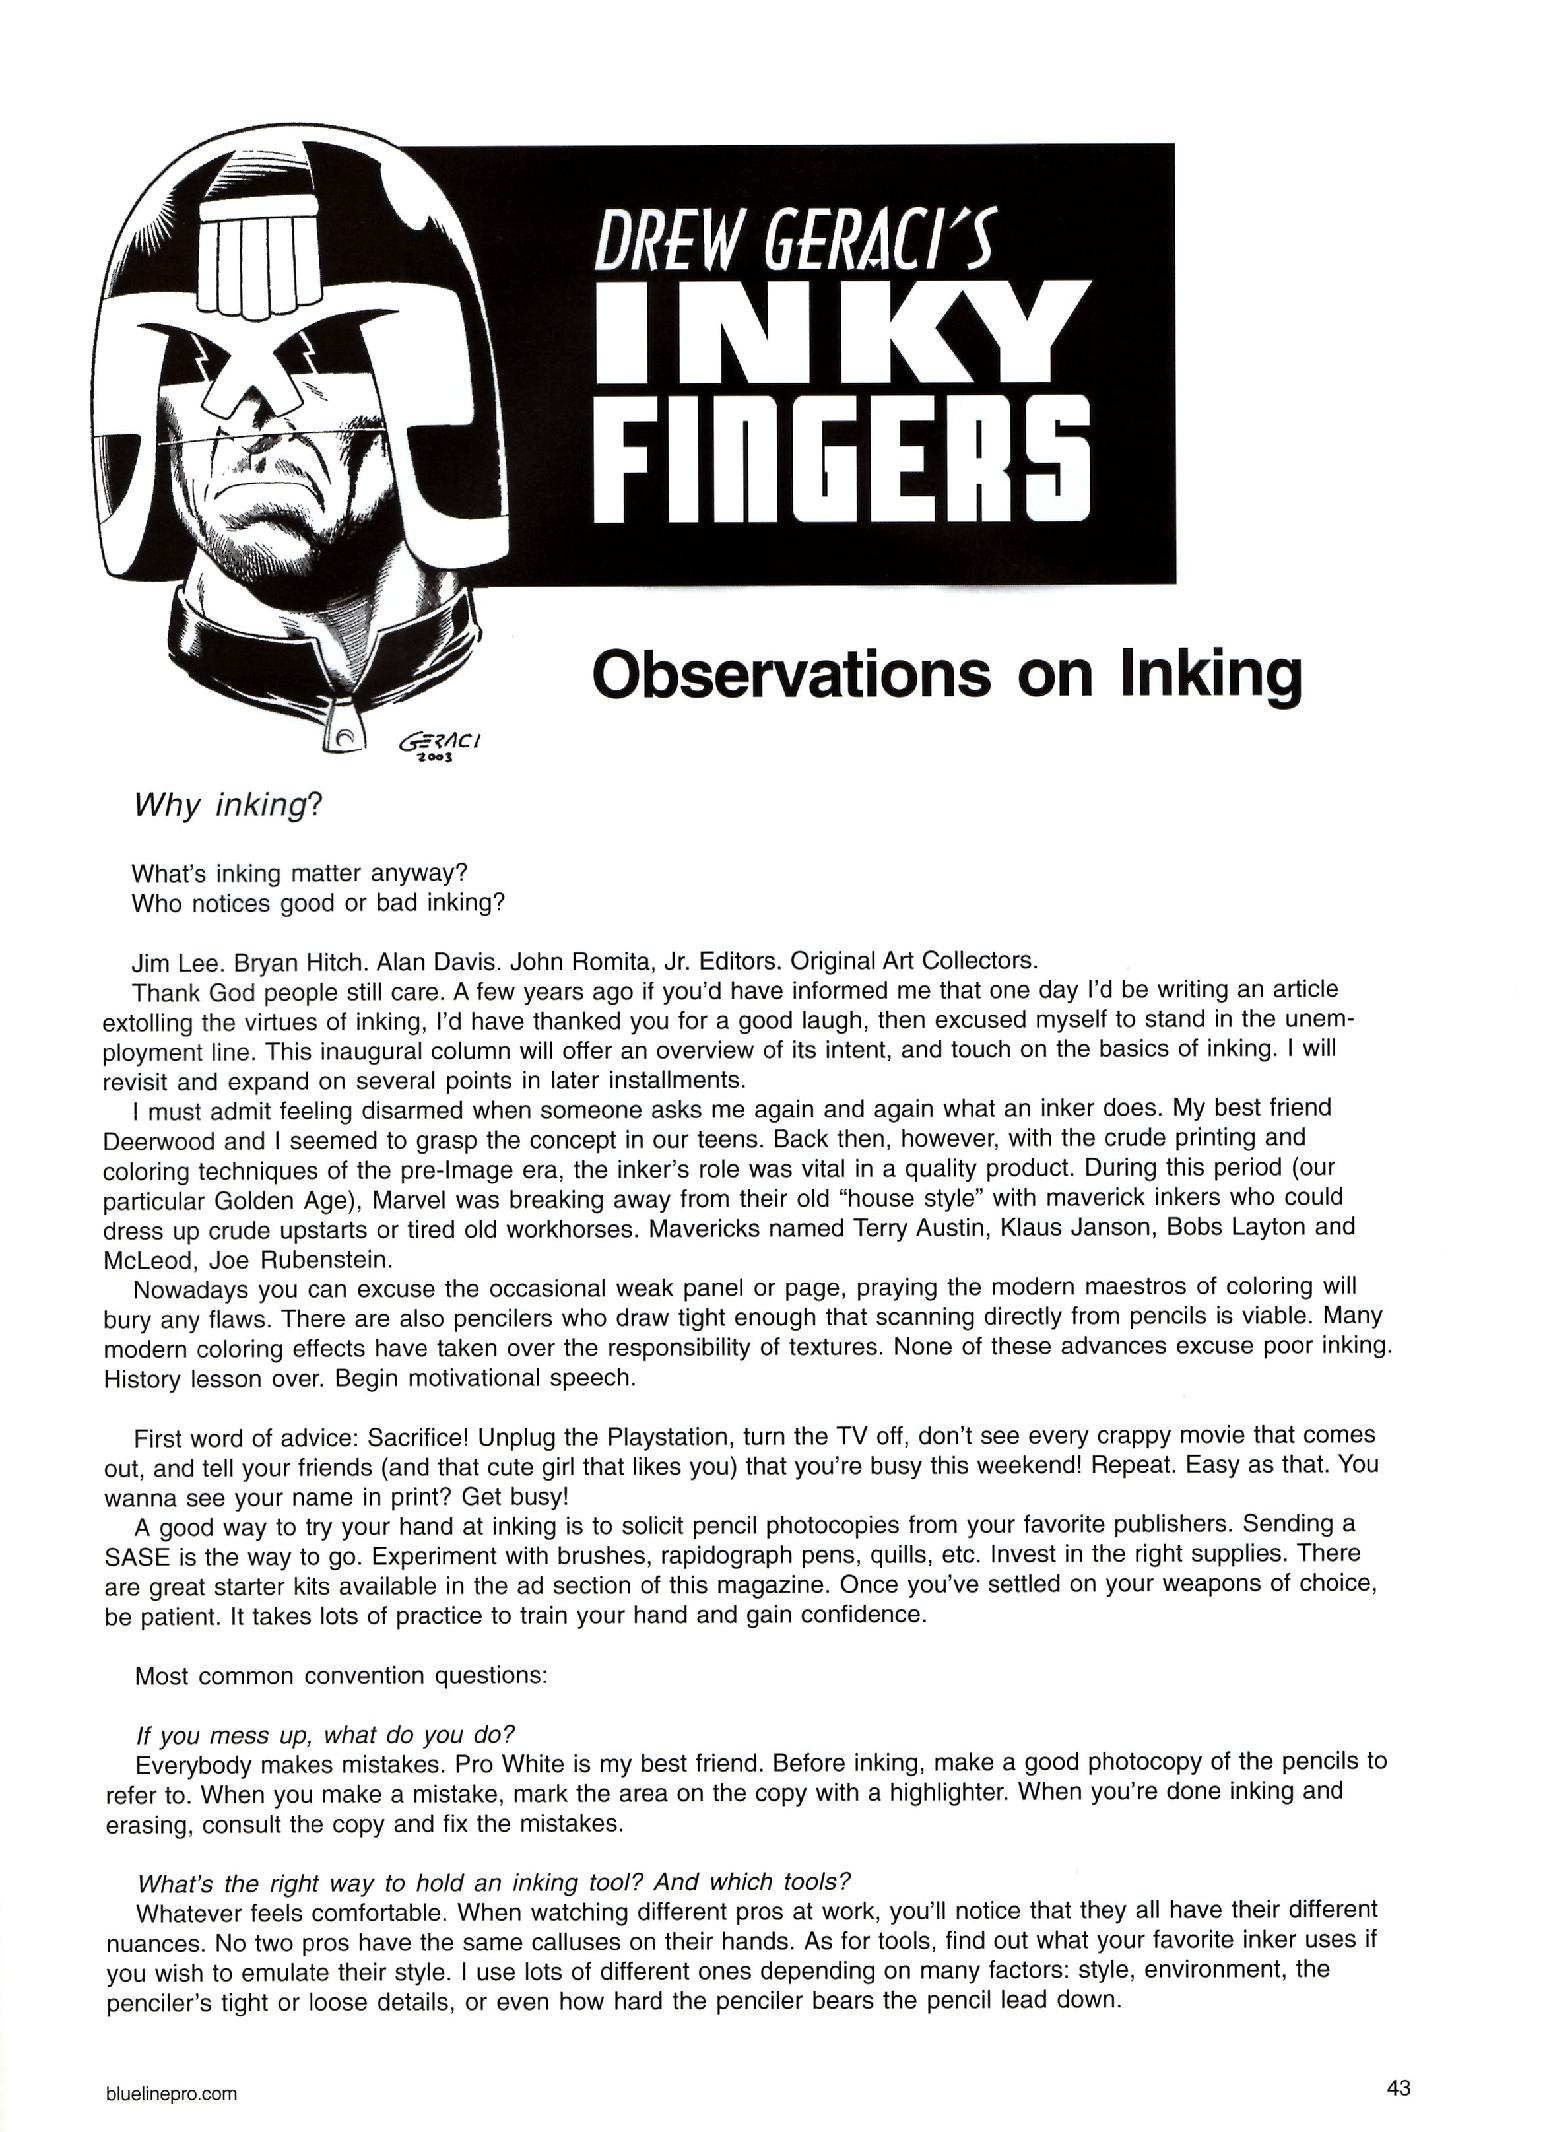 DREW GERACI'S
INKY
FINGERS
Observations on Inking
GERACI
2003
Why inking?
What's inking matter anyway?
Who notices good or bad inking?
Jim Lee. Bryan Hitch. Alan Davis. John Romita, Jr. Editors. Original Art Collectors.
Thank God people still care. A few years ago if you'd have informed me that one day I'd be writing an article
extolling the virtues of inking, I'd have thanked you for a good laugh, then excused myself to stand in the unem-
ployment line. This inaugural column will offer an overview of its intent, and touch on the basics of inking. I will
revisit and expand on several points in later installments.
I must admit feeling disarmed when someone asks me again and again what an inker does. My best friend
Deerwood and I seemed to grasp the concept in our teens. Back then, however, with the crude printing and
coloring techniques of the pre-Image era, the inker's role was vital in a quality product. During this period (our
particular Golden Age), Marvel was breaking away from their old “house style” with maverick inkers who could
dress up crude upstarts or tired old workhorses. Mavericks named Terry Austin, Klaus Janson, Bobs Layton and
McLeod, Joe Rubenstein.
Nowadays you can excuse the occasional weak panel or page, praying the modern maestros of coloring will
bury any flaws. There are also pencilers who draw tight enough that scanning directly from pencils is viable. Many
modern coloring effects have taken over the responsibility of textures. None of these advances excuse poor inking.
History lesson over. Begin motivational speech.
First word of advice: Sacrifice! Unplug the Playstation, turn the TV off, don't see every crappy movie that comes
out, and tell your friends (and that cute girl that likes you) that you're busy this weekend! Repeat. Easy as that. You
wanna see your name in print? Get busy!
A good way to try your hand at inking is to solicit pencil photocopies from your favorite publishers. Sending a
SASE is the way to go. Experiment with brushes, rapidograph pens, quills, etc. Invest in the right supplies. There
are great starter kits available in the ad section of this magazine. Once you've settled on your weapons of choice,
be patient. It takes lots of practice to train your hand and gain confidence.
Most common convention questions:
If you mess up, what do you do?
Everybody makes mistakes. Pro White is my best friend. Before inking, make a good photocopy of the pencils to
refer to. When you make a mistake, mark the area on the copy with a highlighter. When you're done inking and
erasing, consult the copy and fix the mistakes.
What's the right way to hold an inking tool? And which tools?
Whatever feels comfortable. When watching different pros at work, you'll notice that they all have their different
nuances. No two pros have the same calluses on their hands. As for tools, find out what your favorite inker uses if
you wish to emulate their style. I use lots of different ones depending on many factors: style, environment, the
penciler's tight or loose details, or even how hard the penciler bears the pencil lead down.
bluelinepro.com
43